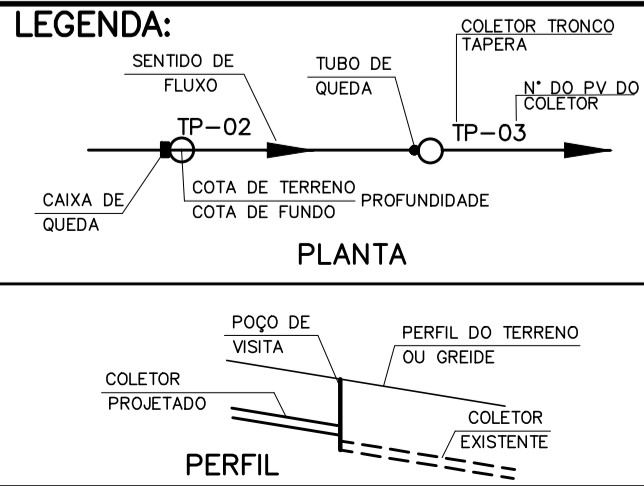 LEGENDA:
COLETOR TRONCO
TAPERA
SENTIDO DE
FLUXO
TUBO DE
QUEDA
N° DO PV DO
COLETOR
TP-02
TP-03
CAIXA DE
QUEDA
COTA DE TERRENO
COTA DE FUNDO
PROFUNDIDADE
PLANTA
POÇO DE
VISITA
PERFIL DO TERRENO
OU GREIDE
COLETOR
PROJETADO
COLETOR
EXISTENTE
PERFIL